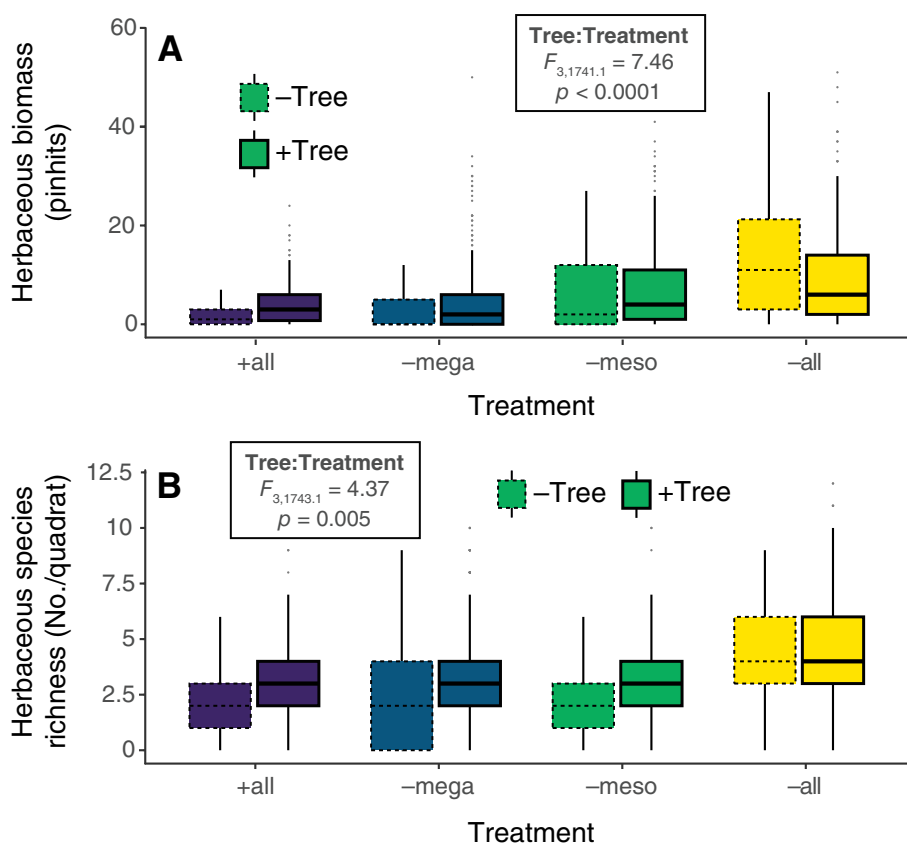 A
Herbaceous biomass
(pinhits)
60
40
20
0
–Tree
+Tree
Tree:Treatment
F3,1741.1 = 7.46
p < 0.0001
+all
–mega
–meso
–all
Treatment
B
Herbaceous species
richness (No./quadrat)
12.5
10
7.5
5
2.5
0
Tree:Treatment
F3,1743.1 = 4.37
p = 0.005
–Tree
+Tree
+all
–mega
–meso
–all
Treatment